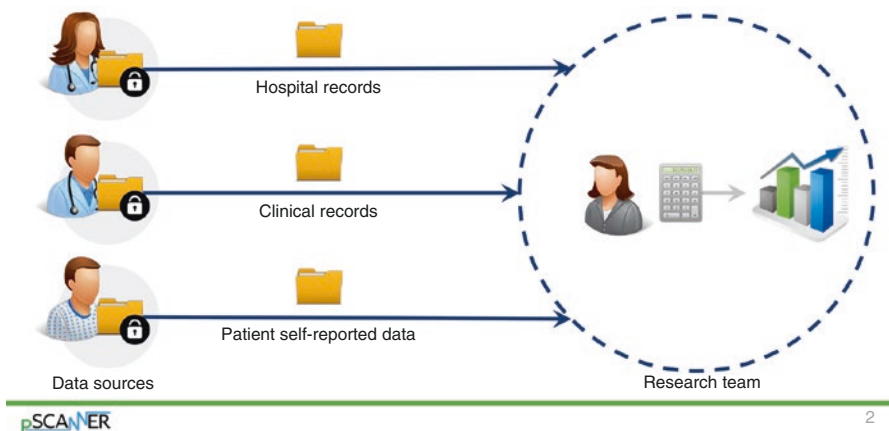 Hospital records
Clinical records
Patient self-reported data
Data sources
Research team
pSCANNER
2